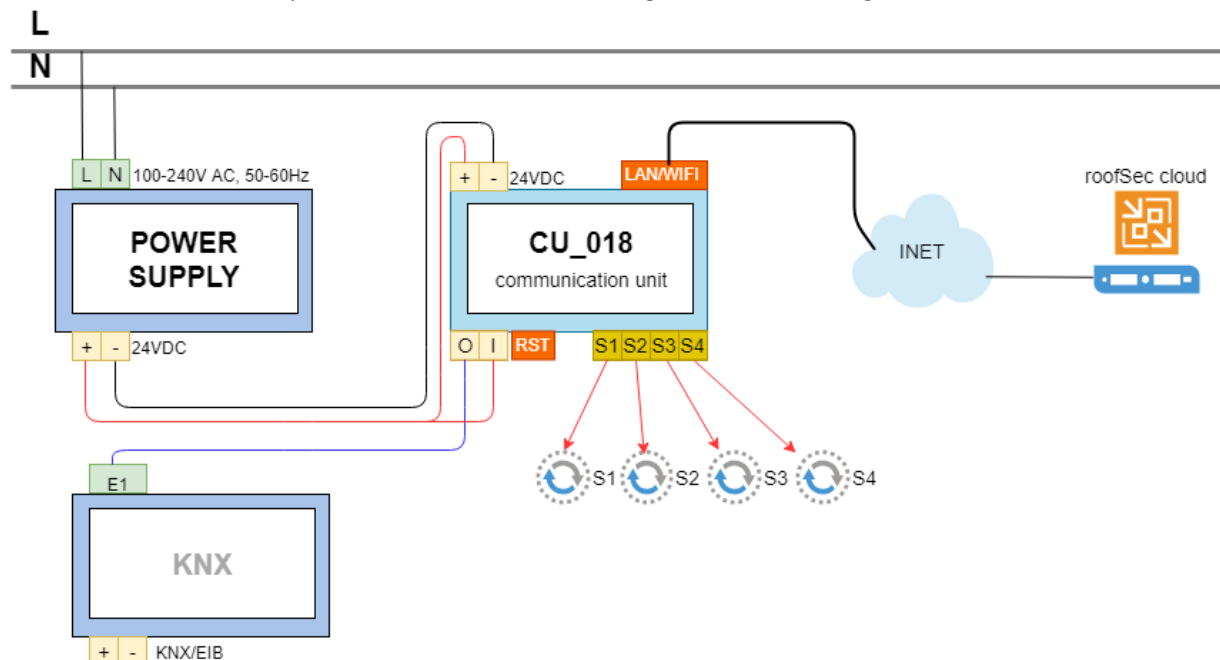 L
N
L N 100-240V AC, 50-60Hz
POWER
SUPPLY
+ - 24VDC
+ - 24VDC
LAN/WIFI
CU_018
communication unit
O I RST S1 S2 S3 S4
INET
roofSec cloud
S1 S2 S3 S4
E1
KNX
+ - KNX/EIB